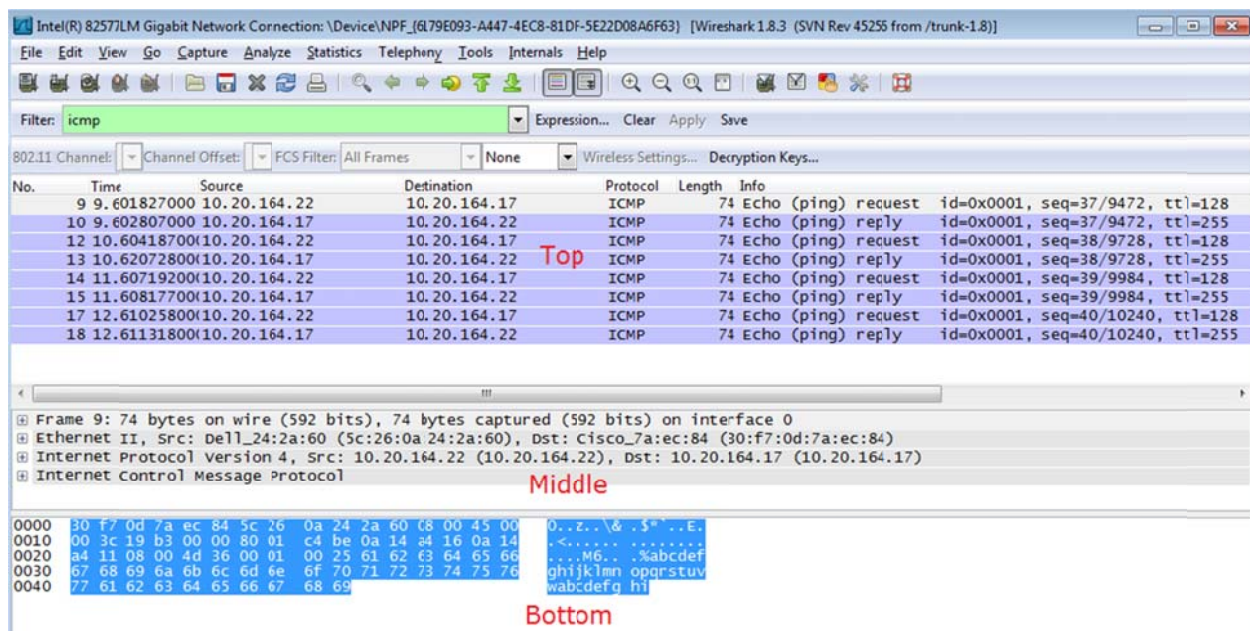 Intel(R) 82577LM Gigabit Network Connection: \Device\NPF_{6L79E093-A447-4EC8-81DF-5E22D08A6F63} [Wireshark 1.8.3 (SVN Rev 45256 from /trunk-1.8)]
File Edit View Go Capture Analyze Statistics Telephony Tools Internals Help
Filter: icmp Expression... Clear Apply Save
802.11 Channel: Channel Offset: FCS Filter: All Frames None Wireless Settings... Decryption Keys...
No. Time Source Destination Protocol Length Info
9 9.601827000 10.20.164.22 10.20.164.17 ICMP 74 Echo (ping) request id=0x0001, seq=37/9472, ttl=128
10 9.602807000 10.20.164.17 10.20.164.22 ICMP 74 Echo (ping) reply id=0x0001, seq=37/9472, ttl=255
12 10.60418700(10.20.164.22 10.20.164.17 ICMP 74 Echo (ping) request id=0x0001, seq=38/9728, ttl=128
13 10.62072800(10.20.164.17 10.20.164.22 ICMP 74 Echo (ping) reply id=0x0001, seq=38/9728, ttl=255
Top
14 11.60719200(10.20.164.22 10.20.164.17 ICMP 74 Echo (ping) request id=0x0001, seq=39/9984, ttl=128
15 11.60817700(10.20.164.17 10.20.164.22 ICMP 74 Echo (ping) reply id=0x0001, seq=39/9984, ttl=255
17 12.61025800(10.20.164.22 10.20.164.17 ICMP 74 Echo (ping) request id=0x0001, seq=40/10240, ttl=128
18 12.61131800(10.20.164.17 10.20.164.22 ICMP 74 Echo (ping) reply id=0x0001, seq=40/10240, ttl=255
Frame 9: 74 bytes on wire (592 bits), 74 bytes captured (592 bits) on interface 0
Ethernet II, Src: Dell_24:2a:60 (5c:26:0a:24:2a:60), Dst: Cisco_7a:ec:84 (30:f7:0d:7a:ec:84)
Internet Protocol Version 4, Src: 10.20.164.22 (10.20.164.22), Dst: 10.20.164.17 (10.20.164.17)
Internet Control Message Protocol
Middle
0000 30 f7 0d 7a ec 84 5c 26 0a 24 2a 60 08 00 45 00 0..z..\& .$*`..E.
0010 00 3c 19 b3 00 00 80 01 c4 be 0a 14 a4 16 0a 14 .<...... ........
0020 a4 11 08 00 4d 36 00 01 00 25 61 62 63 64 65 66 ....M6.. .%abcdef
0030 67 68 69 6a 6b 6c 6d 6e 6f 70 71 72 73 74 75 76 ghijklmn opqrstuv
0040 77 61 62 63 64 65 66 67 68 69 wabcdefg hi
Bottom